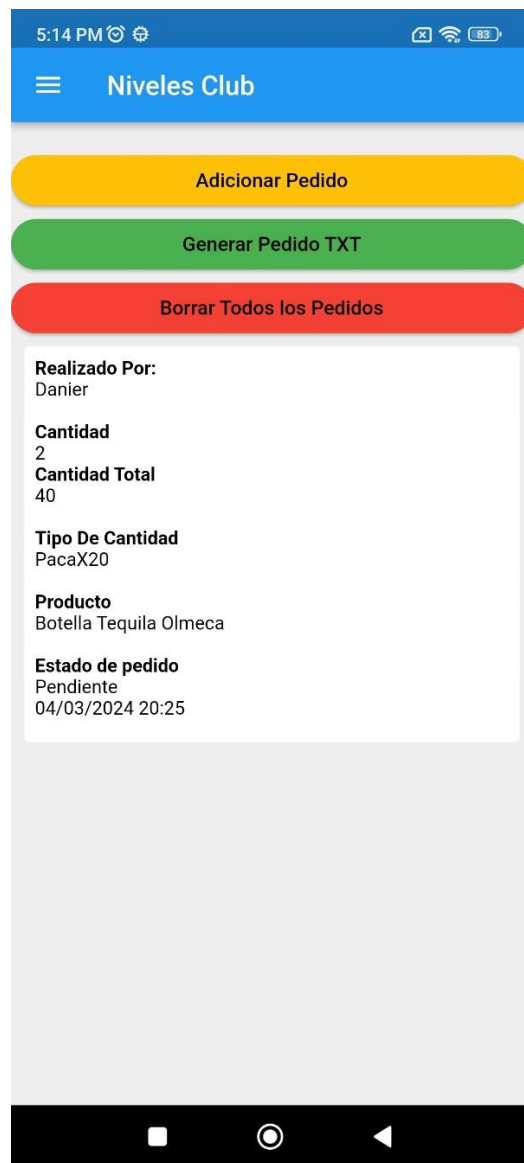 5:14 PM
83
Niveles Club
Adicionar Pedido
Generar Pedido TXT
Borrar Todos los Pedidos
Realizado Por:
Danier
Cantidad
2
Cantidad Total
40
Tipo De Cantidad
PacaX20
Producto
Botella Tequila Olmeca
Estado de pedido
Pendiente
04/03/2024 20:25